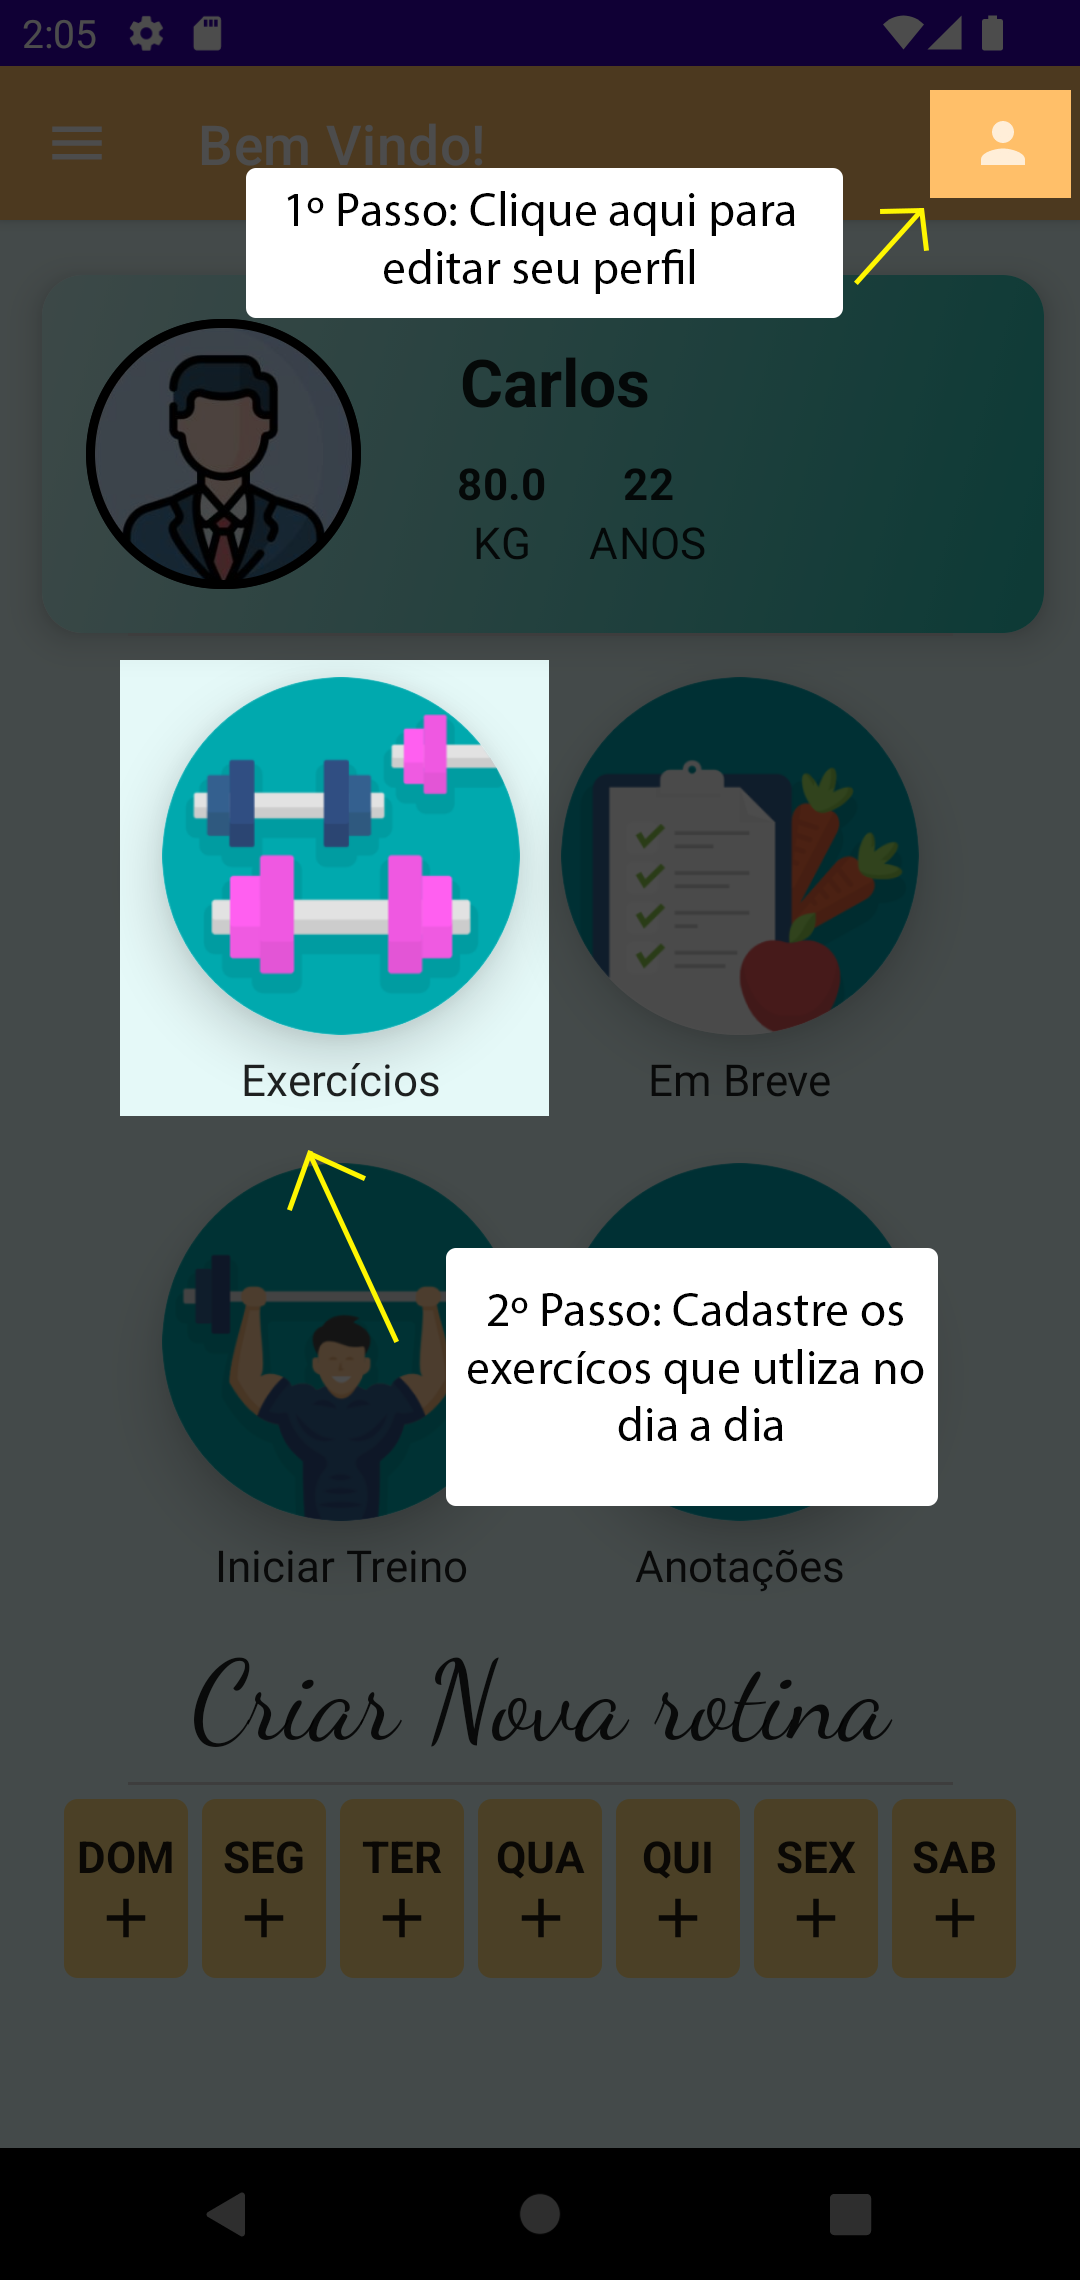 2:05
Bem Vindo!
1º Passo: Clique aqui para
editar seu perfil
Carlos
80.0 22
KG ANOS
Exercícios
Em Breve
2º Passo: Cadastre os
exercícos que utliza no
dia a dia
Iniciar Treino
Anotações
Criar Nova rotina
DOM SEG TER QUA QUI SEX SAB
+ + + + + + +